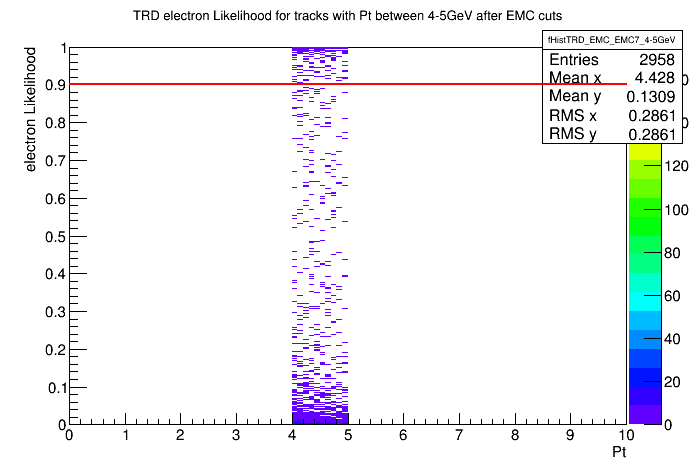 TRD electron Likelihood for tracks with Pt between 4-5GeV after EMC cuts
fHistTRD_EMC_EMC7_4-5GeV
Entries 2958
Mean x 4.428
Mean y 0.1309
RMS x 0.2861
RMS y 0.2861
electron Likelihood
1
0.9
0.8
0.7
0.6
0.5
0.4
0.3
0.2
0.1
0
0 1 2 3 4 5 6 7 8 9 10
Pt
120
100
80
60
40
20
0